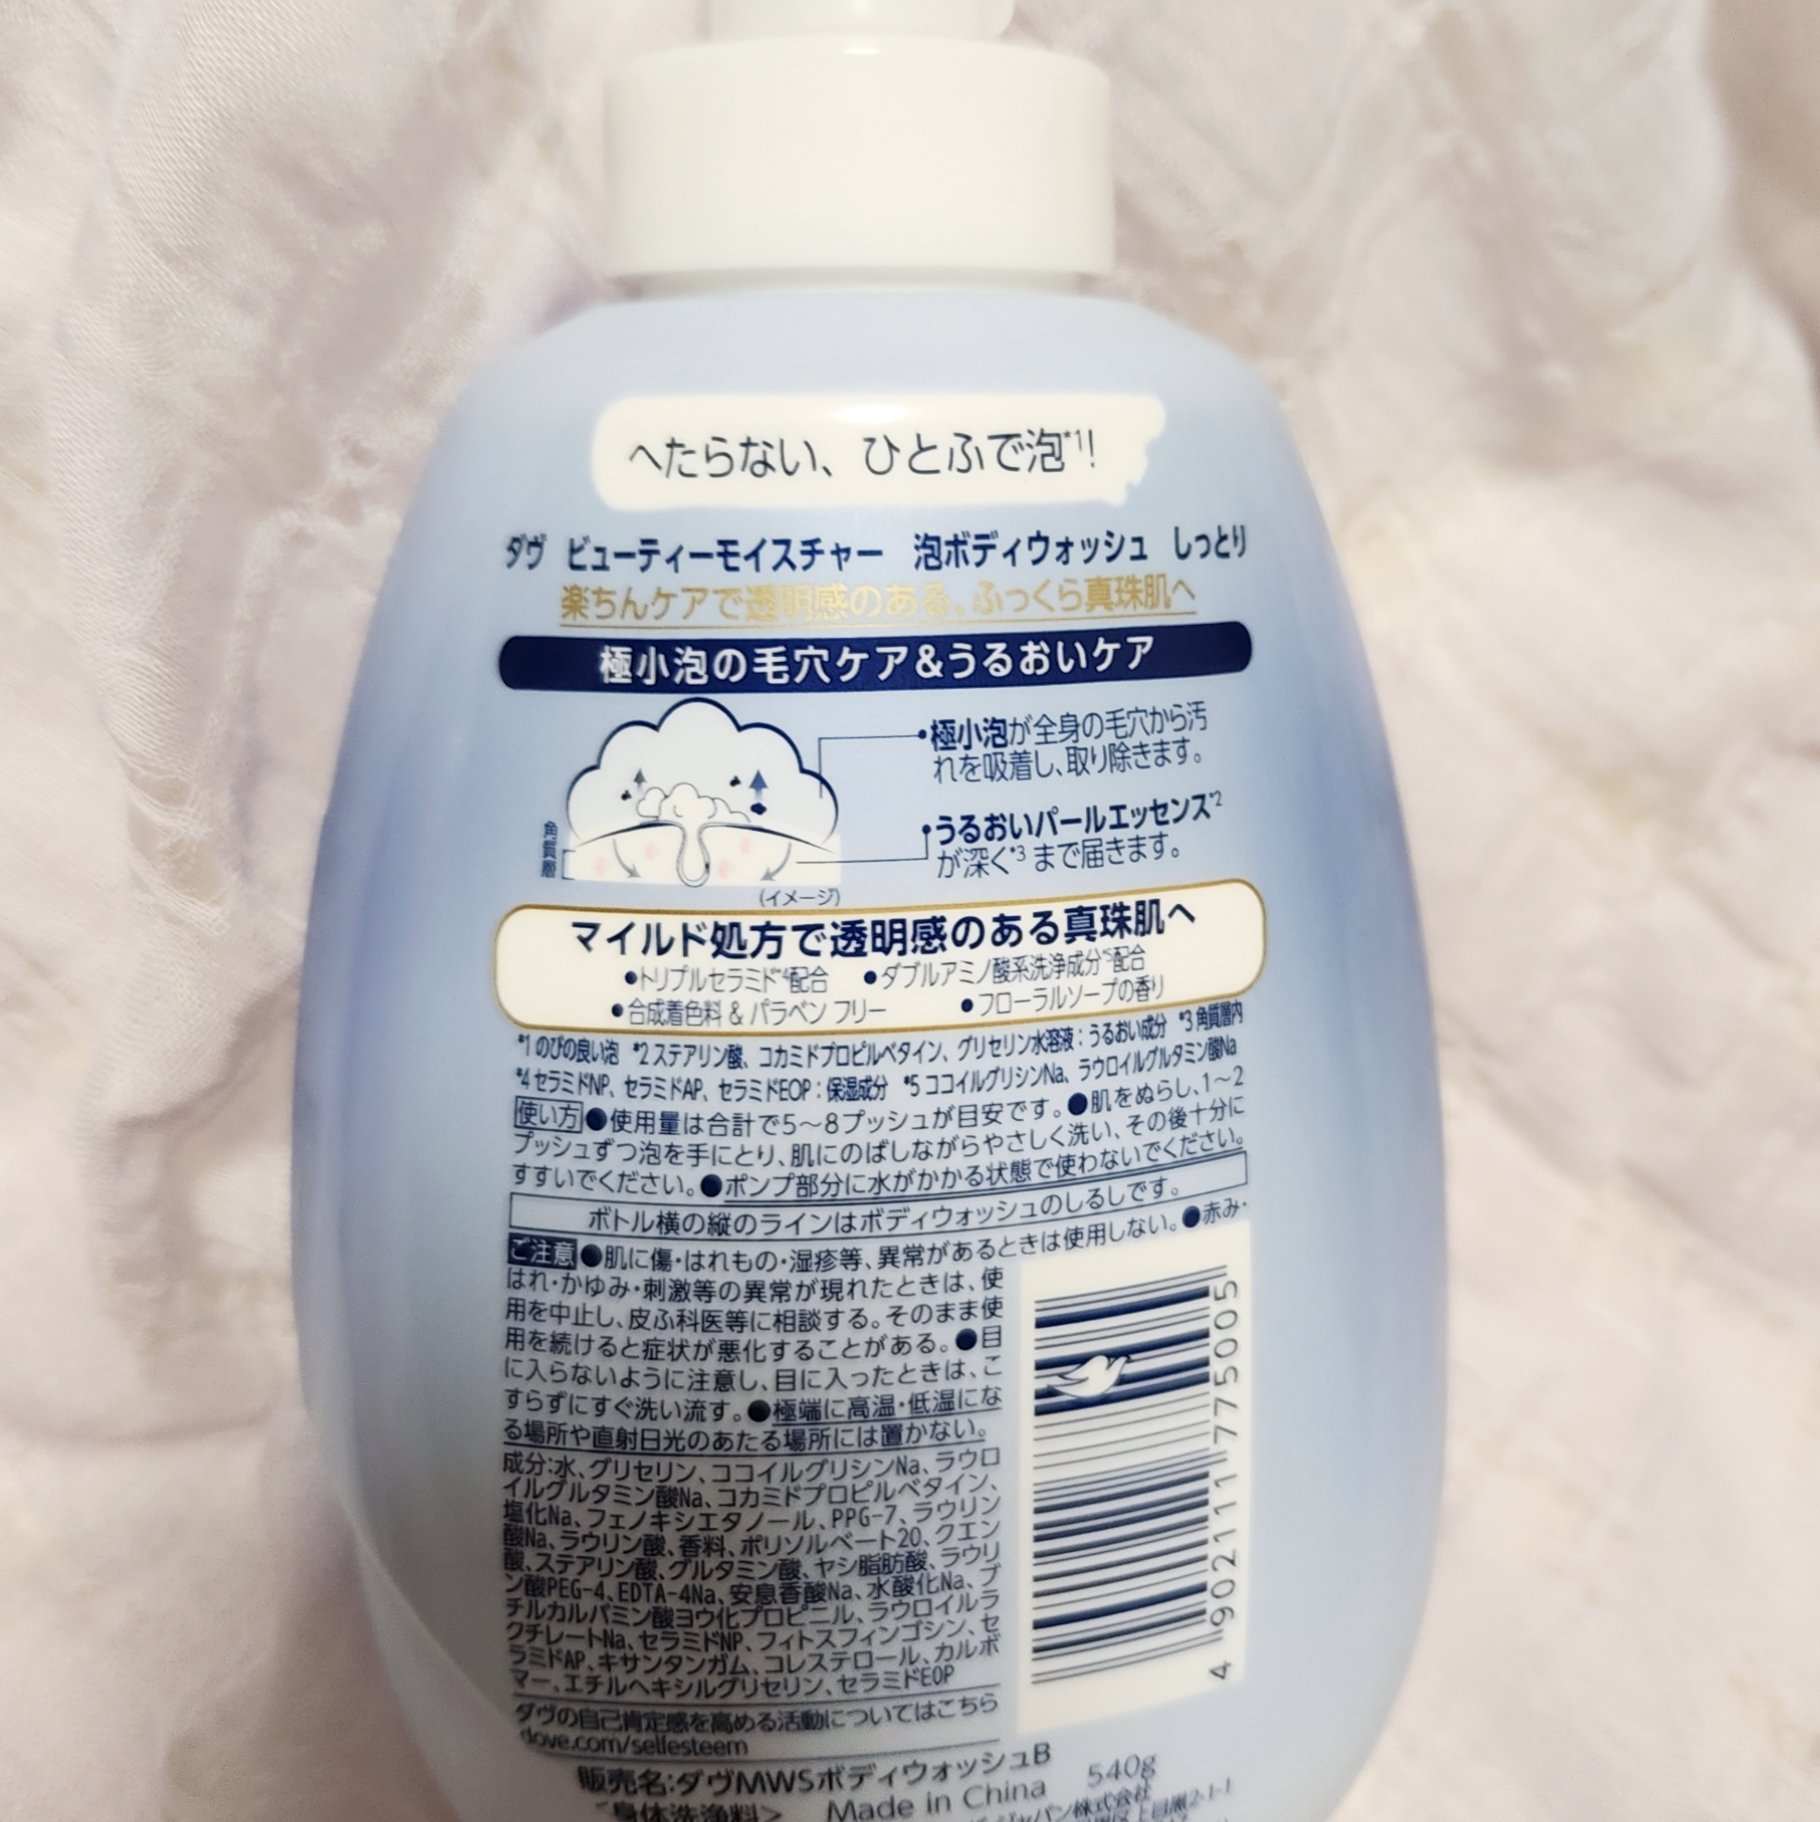 へたらない、ひとふで泡*1!
ダヴ ビューティーモイスチャー 泡ボディウォッシュ しっとり
楽ちんケアで透明感のある、ふっくら真珠肌へ
極小泡の毛穴ケア&うるおいケア
•極小泡が全身の毛穴から汚
れを吸着し、取り除きます。
•うるおいパールエッセンス*2
が深く*3まで届きます。
角質層
(イメージ)
マイルド処方で透明感のある真珠肌へ
●トリプルセラミド*4配合 ●ダブルアミノ酸系洗浄成分*5配合
●合成着色料 & パラベン フリー ●フローラルソープの香り
*1 のびの良い泡 *2 ステアリン酸、コカミドプロピルベタイン、グリセリン水溶液:うるおい成分 *3 角質層内
*4 セラミドNP、セラミドAP、セラミドEOP:保湿成分 *5 ココイルグリシンNa、ラウロイルグルタミン酸Na
使い方●使用量は合計で5~8プッシュが目安です。●肌をぬらし、1~2
プッシュずつ泡を手にとり、肌にのばしながらやさしく洗い、その後十分に
すすいでください。●ポンプ部分に水がかかる状態で使わないでください。
ボトル横の縦のラインはボディウォッシュのしるしです。
ご注意●肌に傷・はれもの・湿疹等、異常があるときは使用しない。●赤み・
はれ・かゆみ・刺激等の異常が現れたときは、使
用を中止し、皮ふ科医等に相談する。そのまま使
用を続けると症状が悪化することがある。●目
に入らないように注意し、目に入ったときは、こ
すらずにすぐ洗い流す。●極端に高温・低温にな
る場所や直射日光のあたる場所には置かない。
成分:水、グリセリン、ココイルグリシンNa、ラウロ
イルグルタミン酸Na、コカミドプロピルベタイン、
塩化Na、フェノキシエタノール、PPG-7、ラウリン
酸Na、ラウリン酸、香料、ポリソルベート20、クエン
酸、ステアリン酸、グルタミン酸、ヤシ脂肪酸、ラウリ
ン酸PEG-4、EDTA-4Na、安息香酸Na、水酸化Na、ブ
チルカルバミン酸ヨウ化プロピニル、ラウロイルラ
クチレートNa、セラミドNP、フィトスフィンゴシン、セ
ラミドAP、キサンタンガム、コレステロール、カルボ
マー、エチルヘキシルグリセリン、セラミドEOP
4 902111 775005
ダヴの自己肯定感を高める活動についてはこちら
dove.com/selfesteem
販売名:ダヴMWSボディウォッシュB
<身体洗浄料> Made in China 540g
ジャパン株式会社
上目黒2-1-1